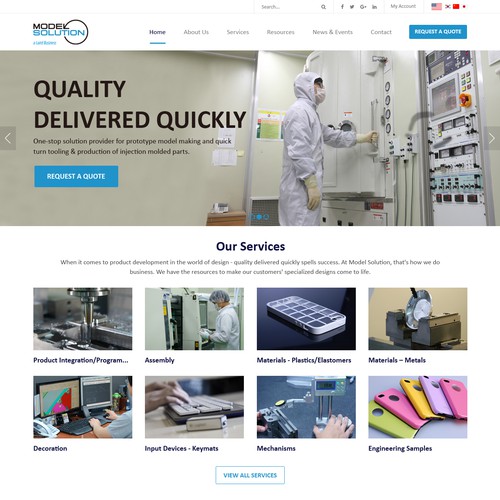 Search...
f
G+
in
My Account
MODEL
SOLUTION
Home
About Us
Services
Resources
News & Events
Contact
REQUEST A QUOTE
QUALITY
DELIVERED QUICKLY
One-stop solution provider for prototype model making and quick
turn tooling & production of injection molded parts.
REQUEST A QUOTE
Our Services
When it comes to product development in the world of design - quality delivered quickly spells success. At Model Solution, that's how we do
business. We have the resources to make our customers' specialized designs come to life.
Product Integration/Program...
Assembly
Materials - Plastics/Elastomers
Materials – Metals
Decoration
Input Devices - Keymats
Mechanisms
Engineering Samples
VIEW ALL SERVICES